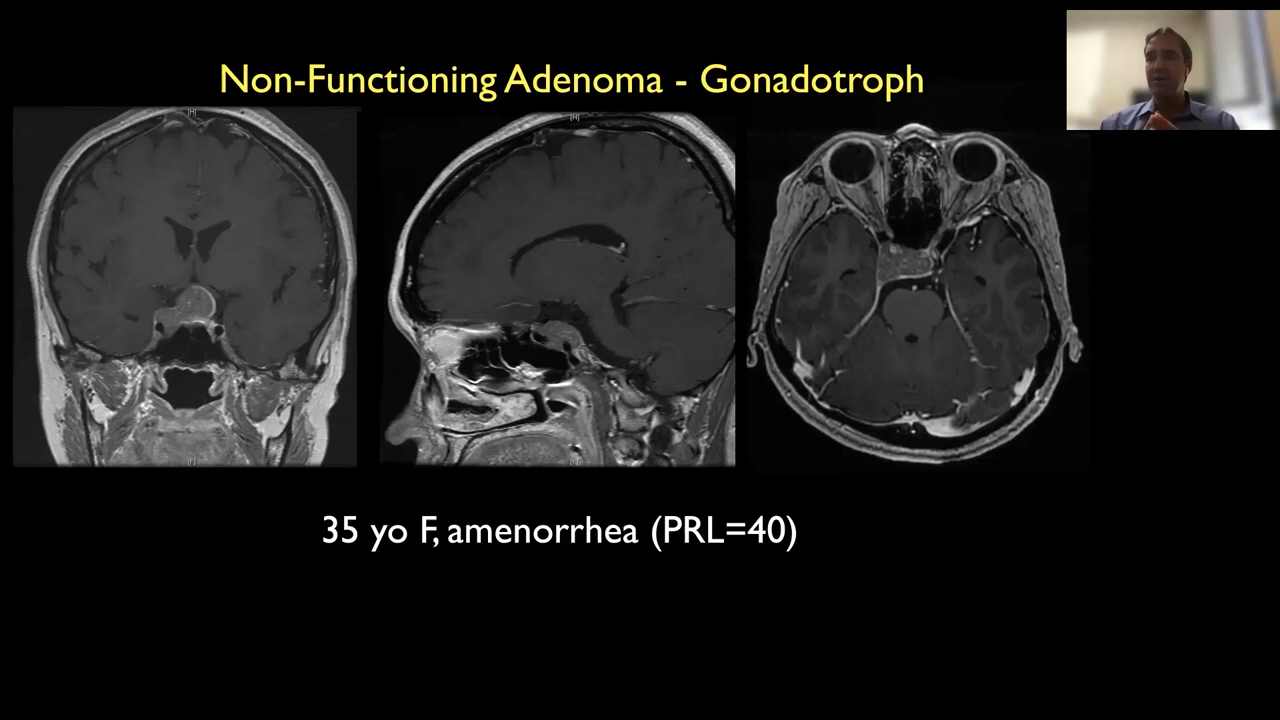 Non-Functioning Adenoma - Gonadotroph
[H]
[H]
[F]
35 yo F, amenorrhea (PRL=40)